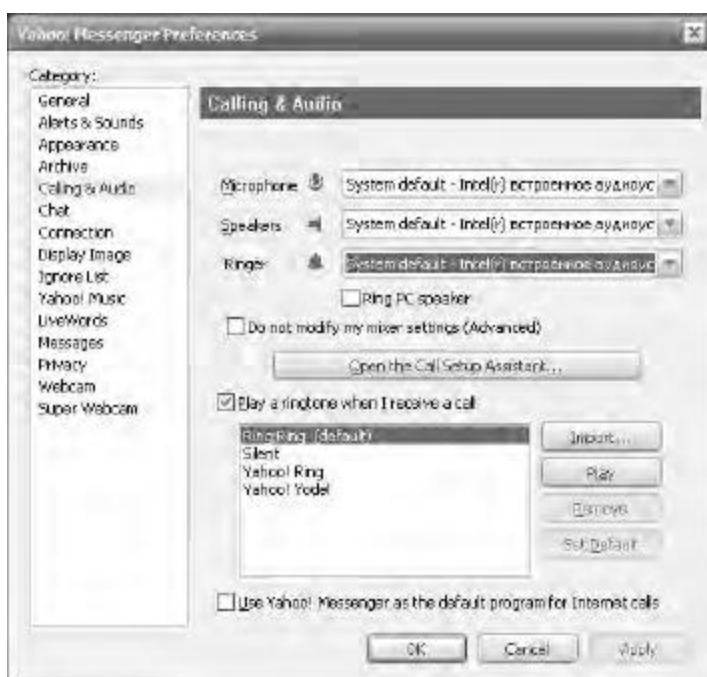 Yahoo! Messenger Preferences
Category:
General
Alerts & Sounds
Appearance
Archive
Calling & Audio
Chat
Connection
Display Image
Ignore List
Yahoo! Music
LiveWords
Messages
Privacy
Webcam
Super Webcam
Calling & Audio
Microphone System default - Intel(r) встроенное аудиоус
Speakers System default - Intel(r) встроенное аудиоус
Ringer System default - Intel(r) встроенное аудиоус
Ring PC speaker
Do not modify my mixer settings (Advanced)
Open the Call Setup Assistant...
Play a ringtone when I receive a call
Ring Ring (default)
Silent
Yahoo! Ring
Yahoo! Yodel
Import...
Play
Remove
Set Default
Use Yahoo! Messenger as the default program for Internet calls
OK Cancel Apply